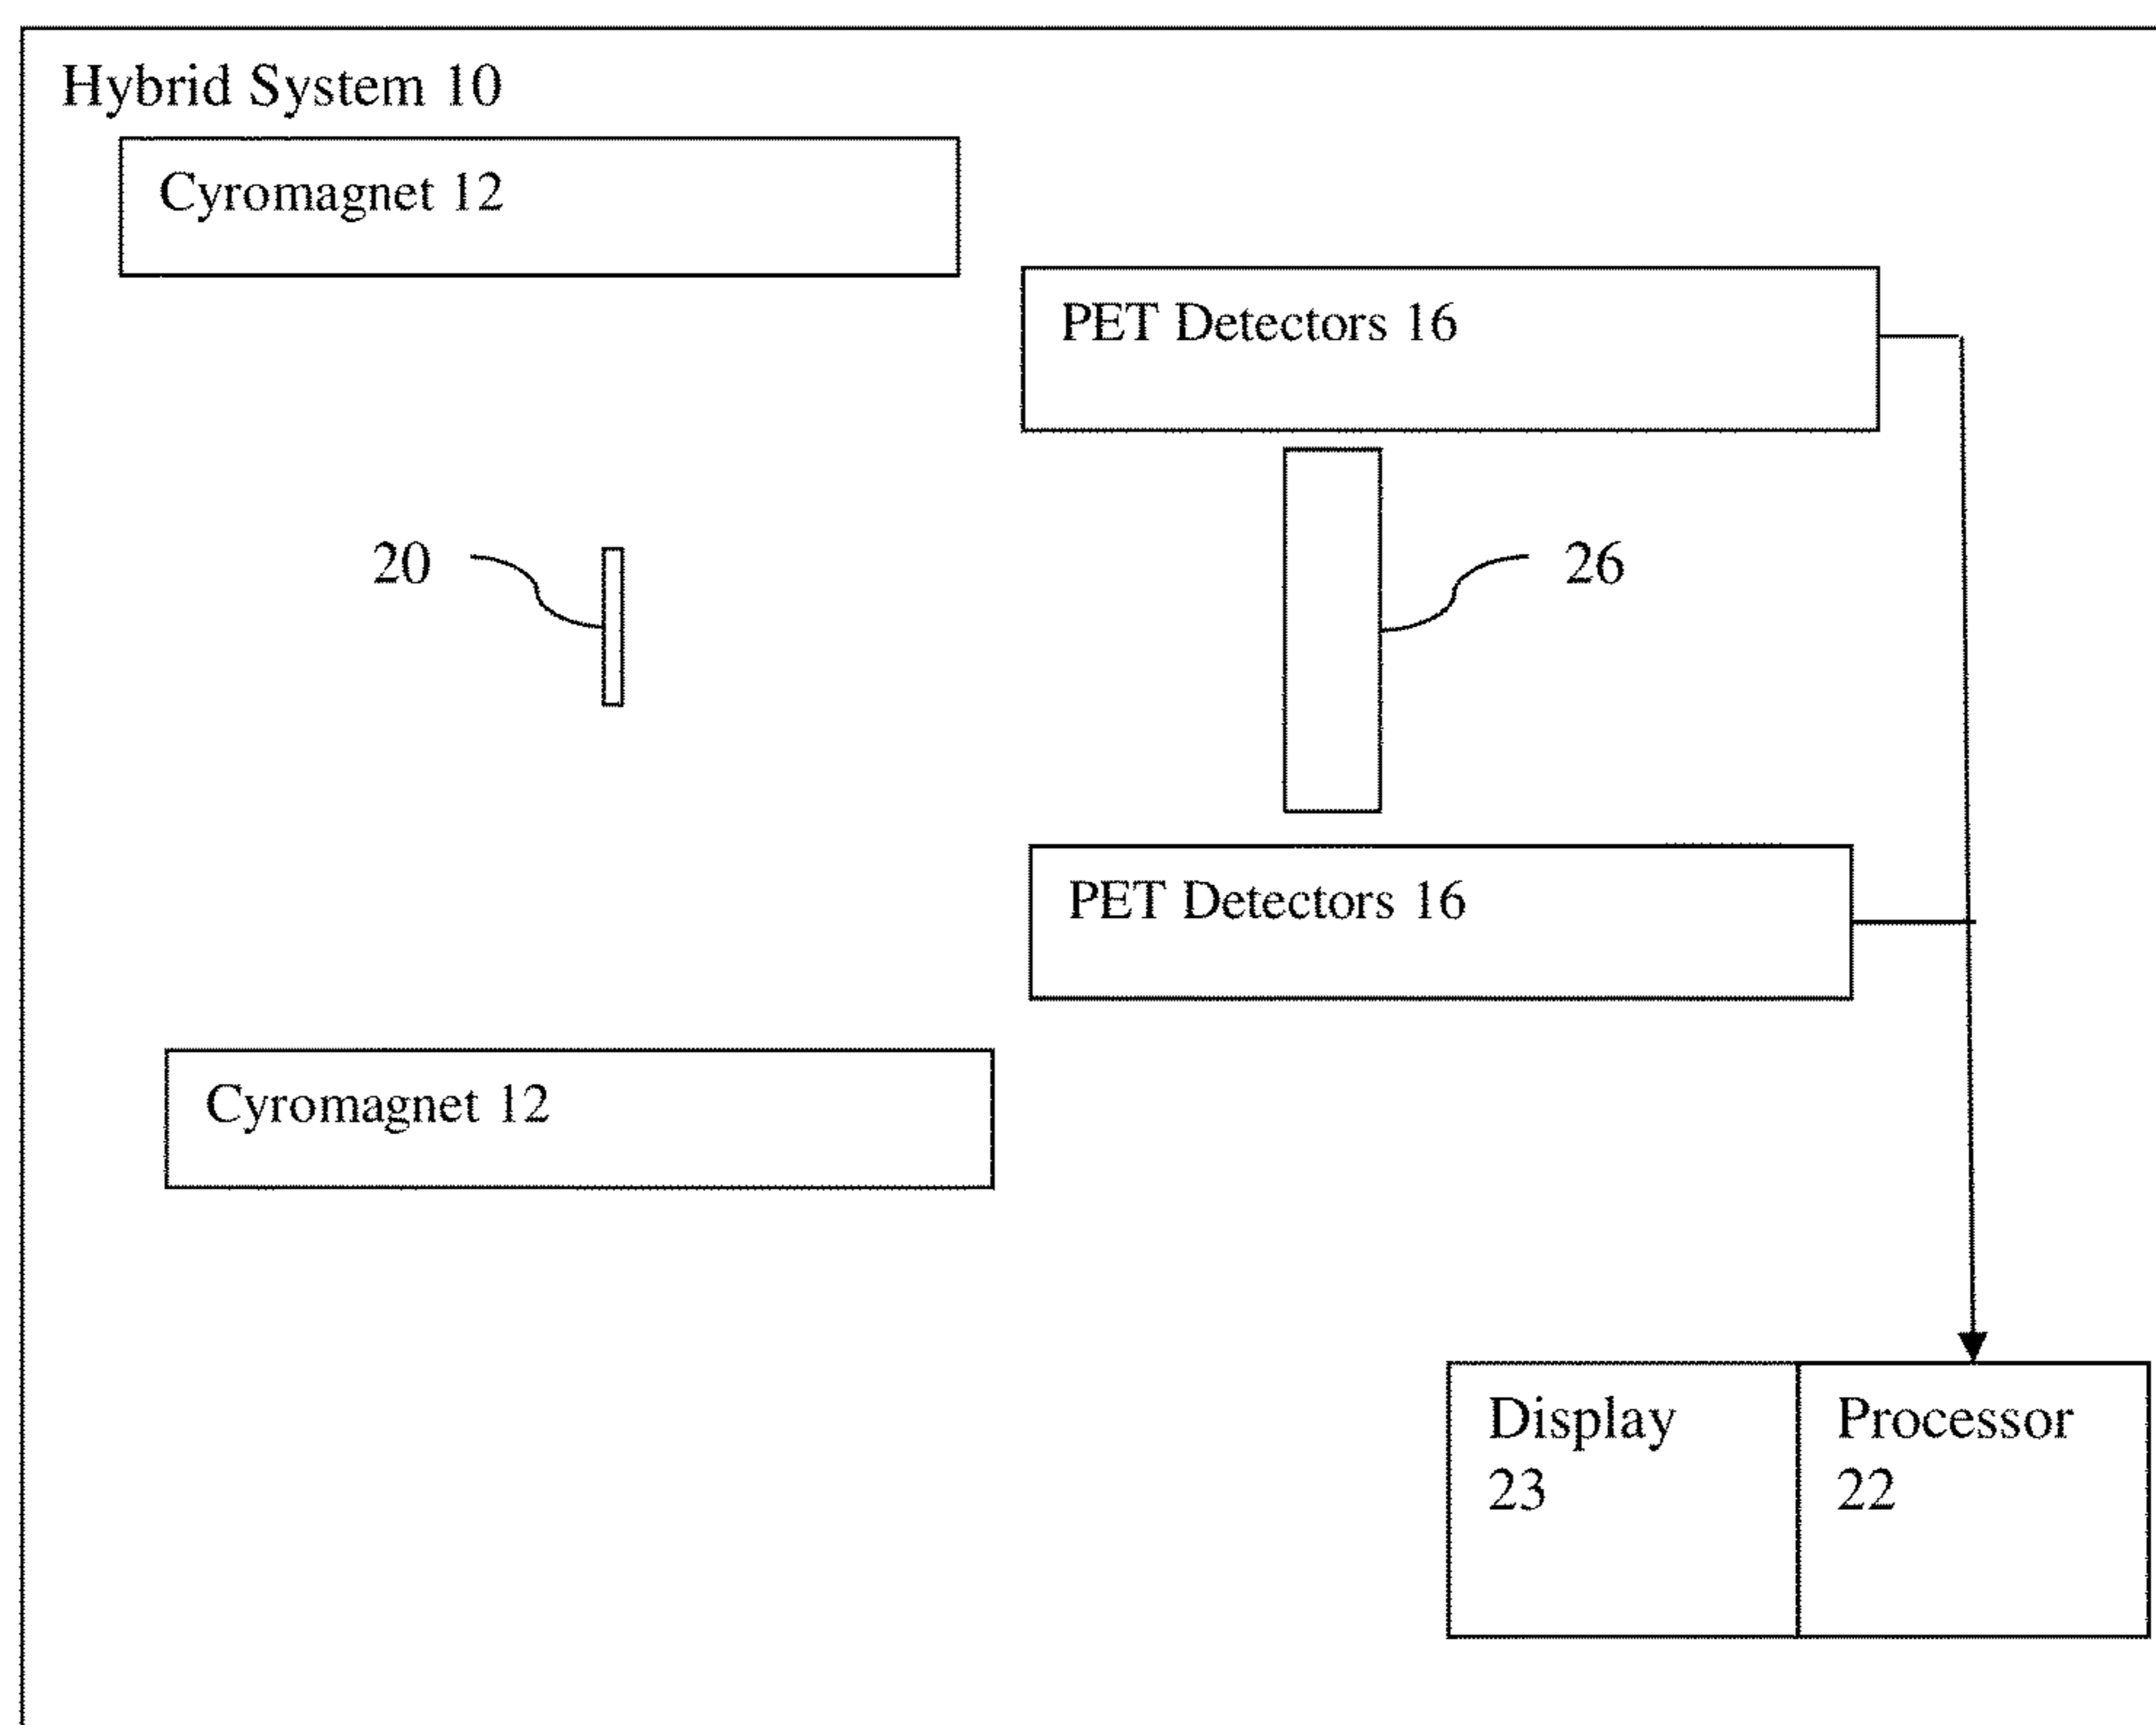 Hybrid System 10
Cyromagnet 12
PET Detectors 16
20
26
PET Detectors 16
Cyromagnet 12
Display
23
Processor
22